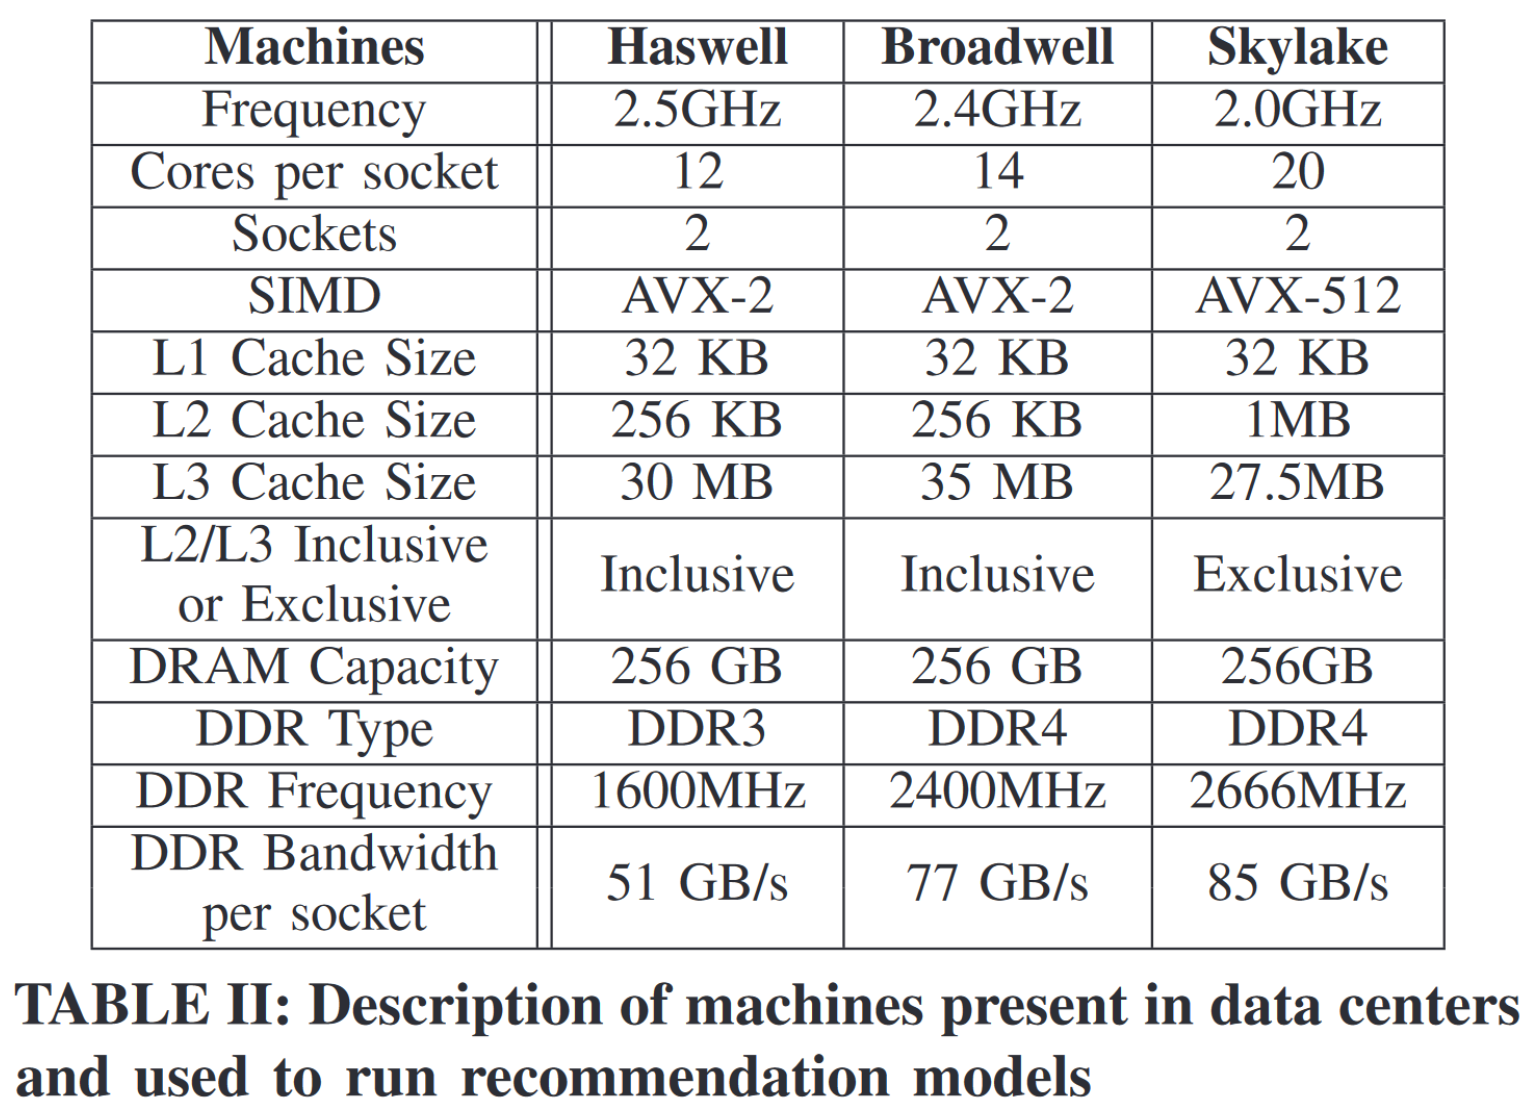 Machines Haswell Broadwell Skylake
Frequency 2.5GHz 2.4GHz 2.0GHz
Cores per socket 12 14 20
Sockets 2 2 2
SIMD AVX-2 AVX-2 AVX-512
L1 Cache Size 32 KB 32 KB 32 KB
L2 Cache Size 256 KB 256 KB 1MB
L3 Cache Size 30 MB 35 MB 27.5MB
L2/L3 Inclusive
or Exclusive Inclusive Inclusive Exclusive
DRAM Capacity 256 GB 256 GB 256GB
DDR Type DDR3 DDR4 DDR4
DDR Frequency 1600MHz 2400MHz 2666MHz
DDR Bandwidth
per socket 51 GB/s 77 GB/s 85 GB/s
TABLE II: Description of machines present in data centers
and used to run recommendation models